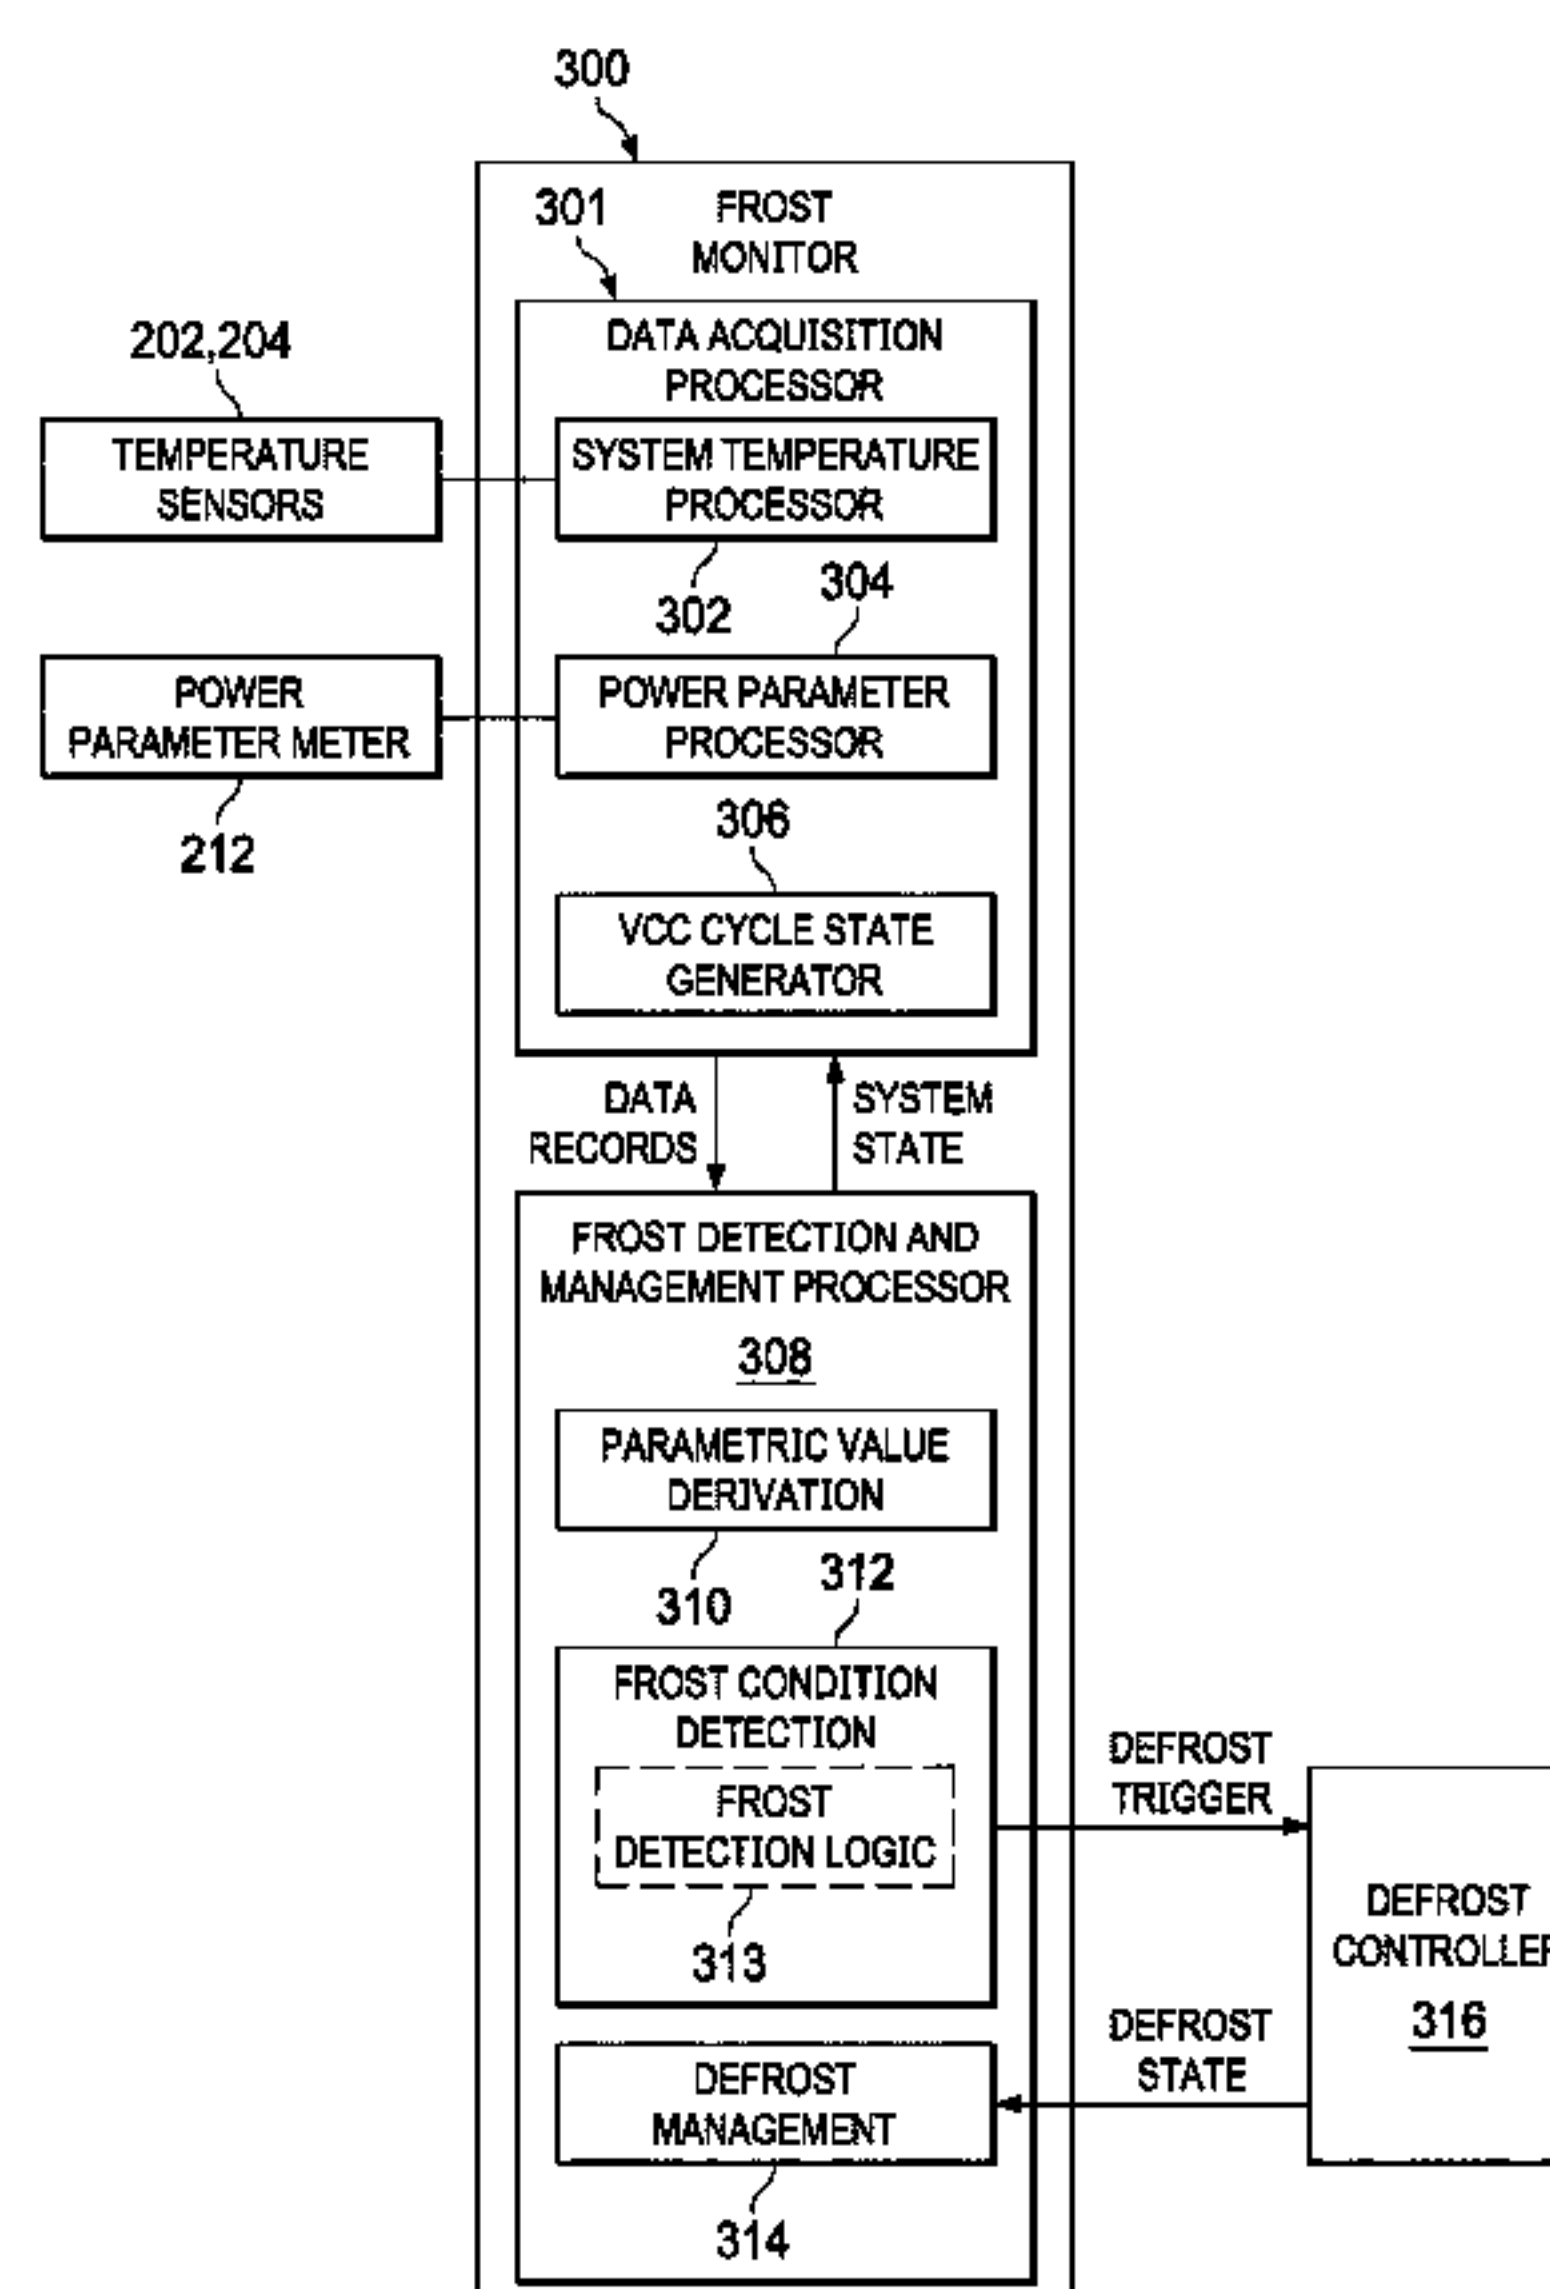 300
301
FROST
MONITOR
DATA ACQUISITION
PROCESSOR
202,204
TEMPERATURE
SENSORS
SYSTEM TEMPERATURE
PROCESSOR
302
304
POWER
PARAMETER METER
212
POWER PARAMETER
PROCESSOR
306
VCC CYCLE STATE
GENERATOR
DATA
RECORDS
SYSTEM
STATE
FROST DETECTION AND
MANAGEMENT PROCESSOR
308
PARAMETRIC VALUE
DERIVATION
310
312
FROST CONDITION
DETECTION
FROST
DETECTION LOGIC
313
DEFROST
TRIGGER
DEFROST
CONTROLLER
316
DEFROST
STATE
DEFROST
MANAGEMENT
314